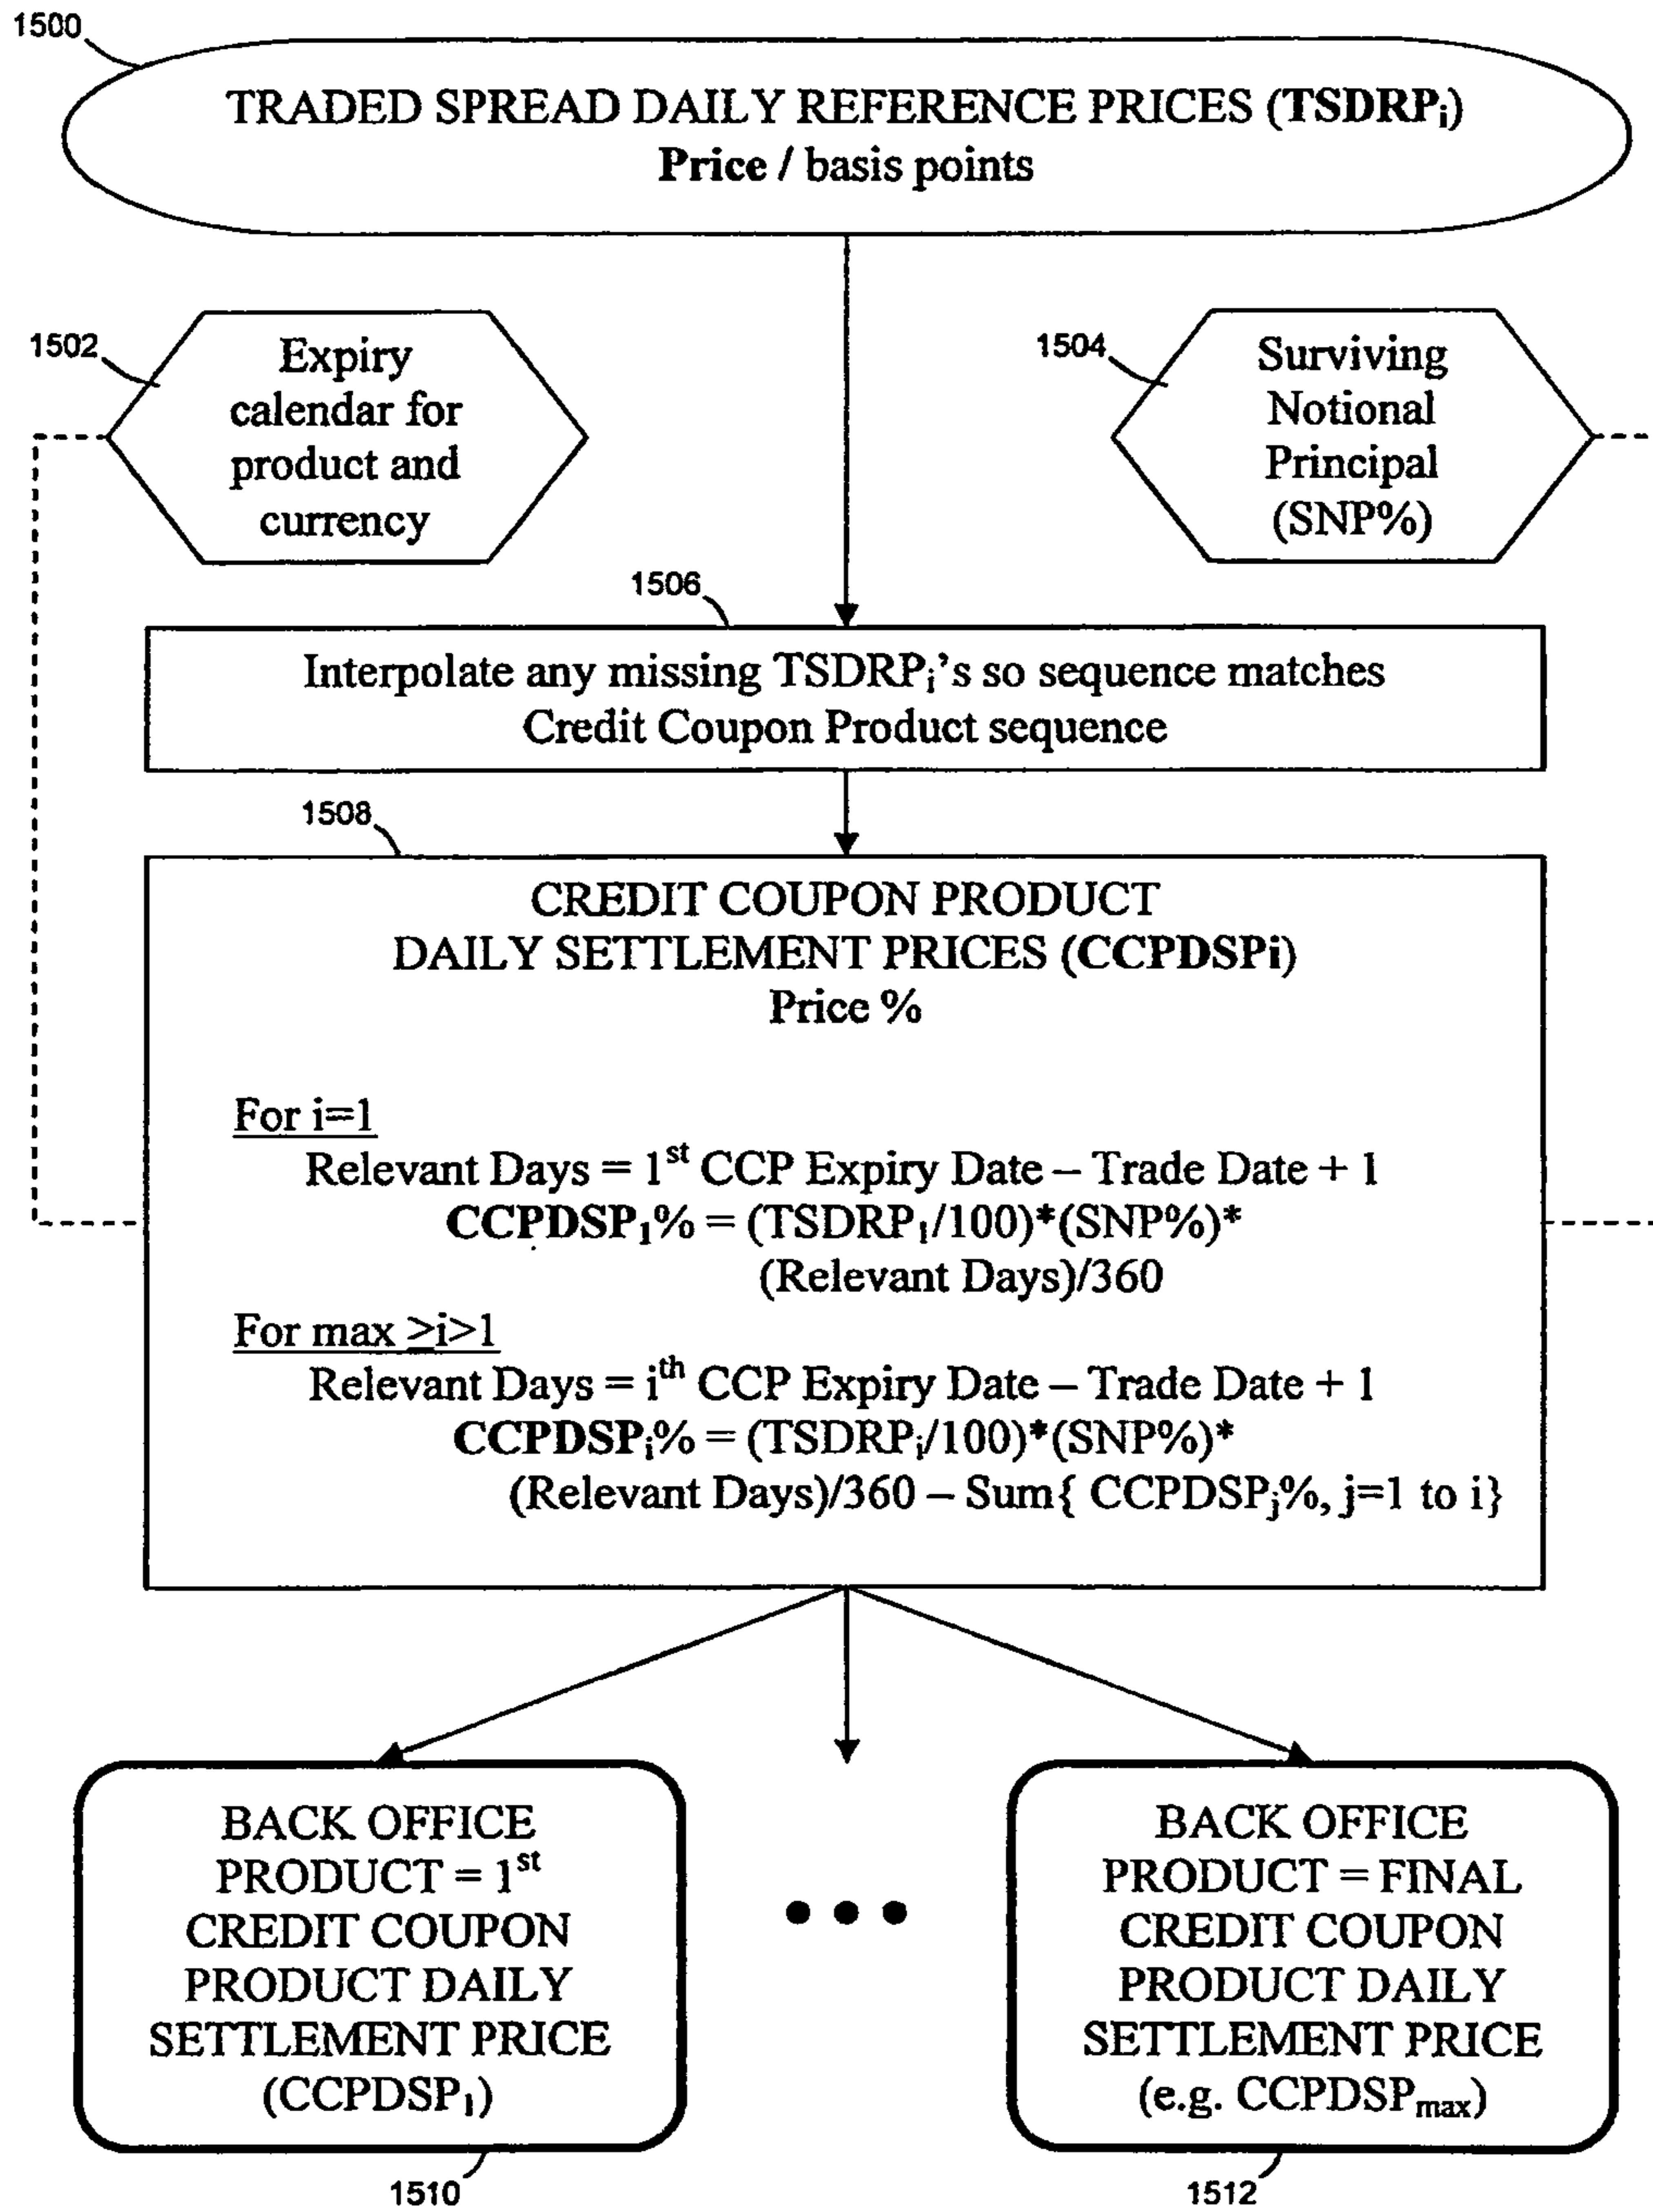 1500
TRADED SPREAD DAILY REFERENCE PRICES (TSDRPi)
Price / basis points
1502
Expiry
calendar for
product and
currency
1504
Surviving
Notional
Principal
(SNP%)
1506
Interpolate any missing TSDRPi's so sequence matches
Credit Coupon Product sequence
1508
CREDIT COUPON PRODUCT
DAILY SETTLEMENT PRICES (CCPDSPi)
Price %
For i=1
Relevant Days = 1st CCP Expiry Date – Trade Date + 1
CCPDSP1% = (TSDRP1/100)*(SNP%)*
(Relevant Days)/360
For max ≥i>1
Relevant Days = ith CCP Expiry Date – Trade Date + 1
CCPDSPi% = (TSDRPi/100)*(SNP%)*
(Relevant Days)/360 – Sum{ CCPDSPj%, j=1 to i}
BACK OFFICE
PRODUCT = 1st
CREDIT COUPON
PRODUCT DAILY
SETTLEMENT PRICE
(CCPDSP1)
1510
BACK OFFICE
PRODUCT = FINAL
CREDIT COUPON
PRODUCT DAILY
SETTLEMENT PRICE
(e.g. CCPDSPmax)
1512